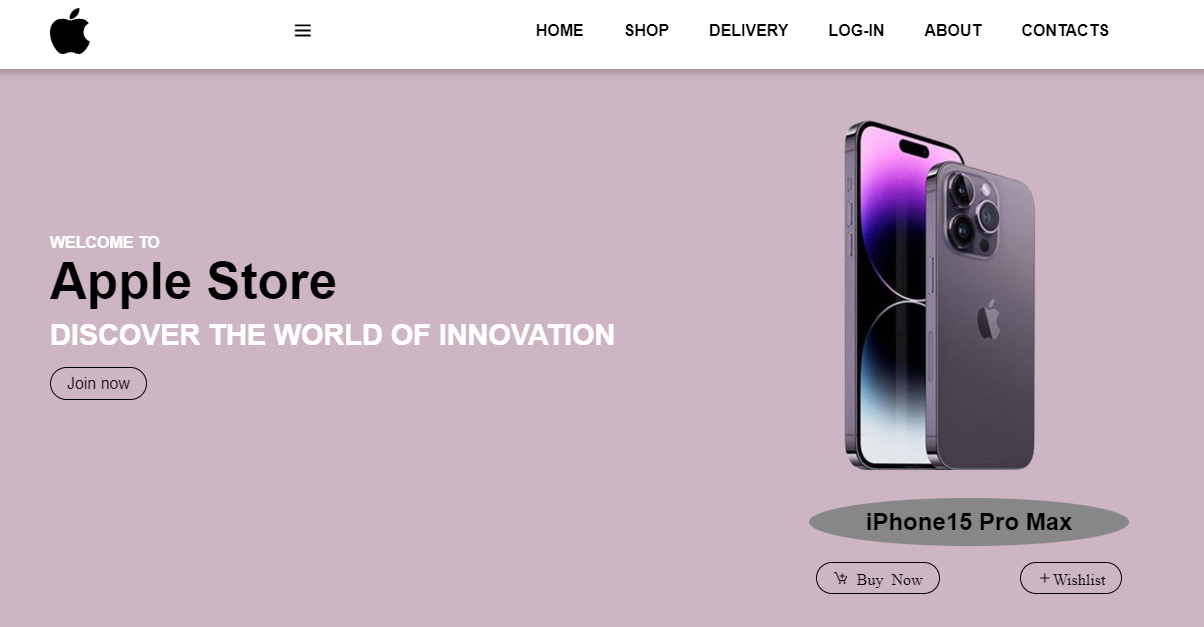 HOME SHOP DELIVERY LOG-IN ABOUT CONTACTS
WELCOME TO
Apple Store
DISCOVER THE WORLD OF INNOVATION
Join now
iPhone15 Pro Max
Buy Now
+ Wishlist